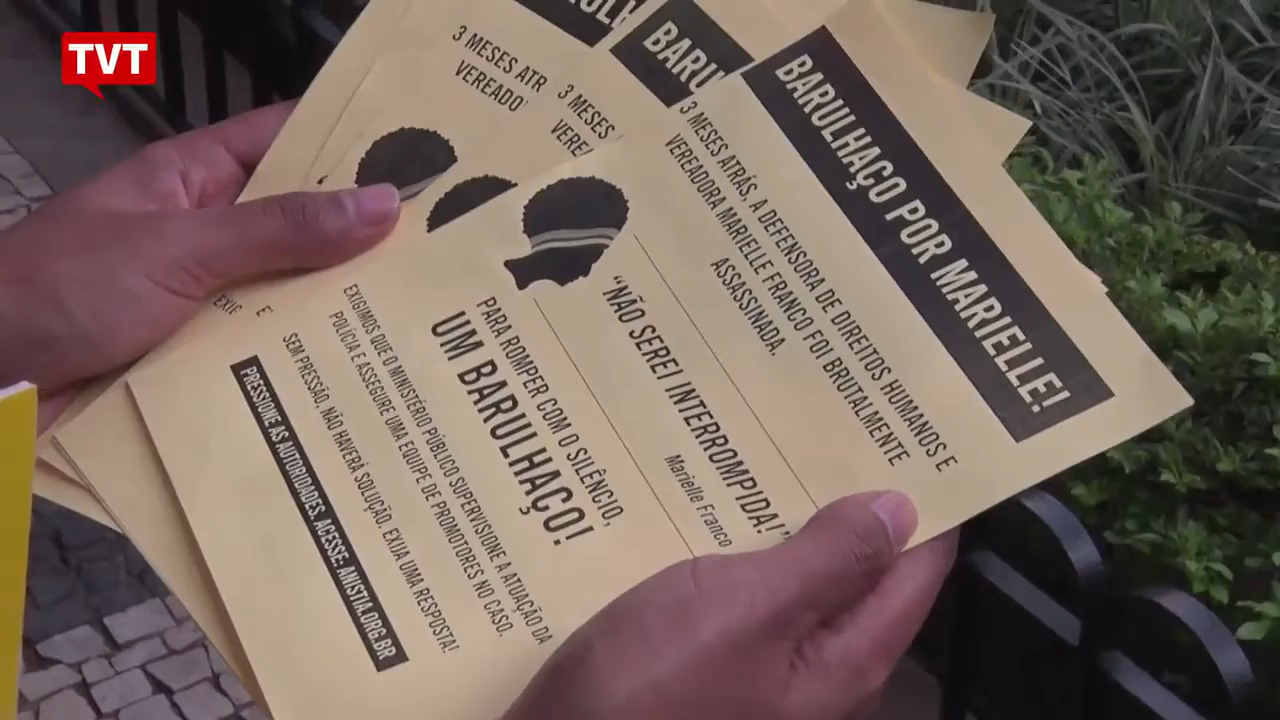 TVT
BARULHAÇO POR MARIELLE!
3 MESES ATRÁS, A DEFENSORA DE DIREITOS HUMANOS E
VEREADORA MARIELLE FRANCO FOI BRUTALMENTE
ASSASSINADA.
“NÃO SEREI INTERROMPIDA!”
Marielle Franco
PARA ROMPER COM O SILÊNCIO,
UM BARULHAÇO!
EXIGIMOS QUE O MINISTÉRIO PÚBLICO SUPERVISIONE A ATUAÇÃO DA
POLÍCIA E ASSEGURE UMA EQUIPE DE PROMOTORES NO CASO.
SEM PRESSÃO, NÃO HAVERÁ SOLUÇÃO. EXIJA UMA RESPOSTA!
PRESSIONE AS AUTORIDADES. ACESSE: ANISTIA.ORG.BR
BARU
3 MESES
VERE
3 MESES ATR
VEREADO